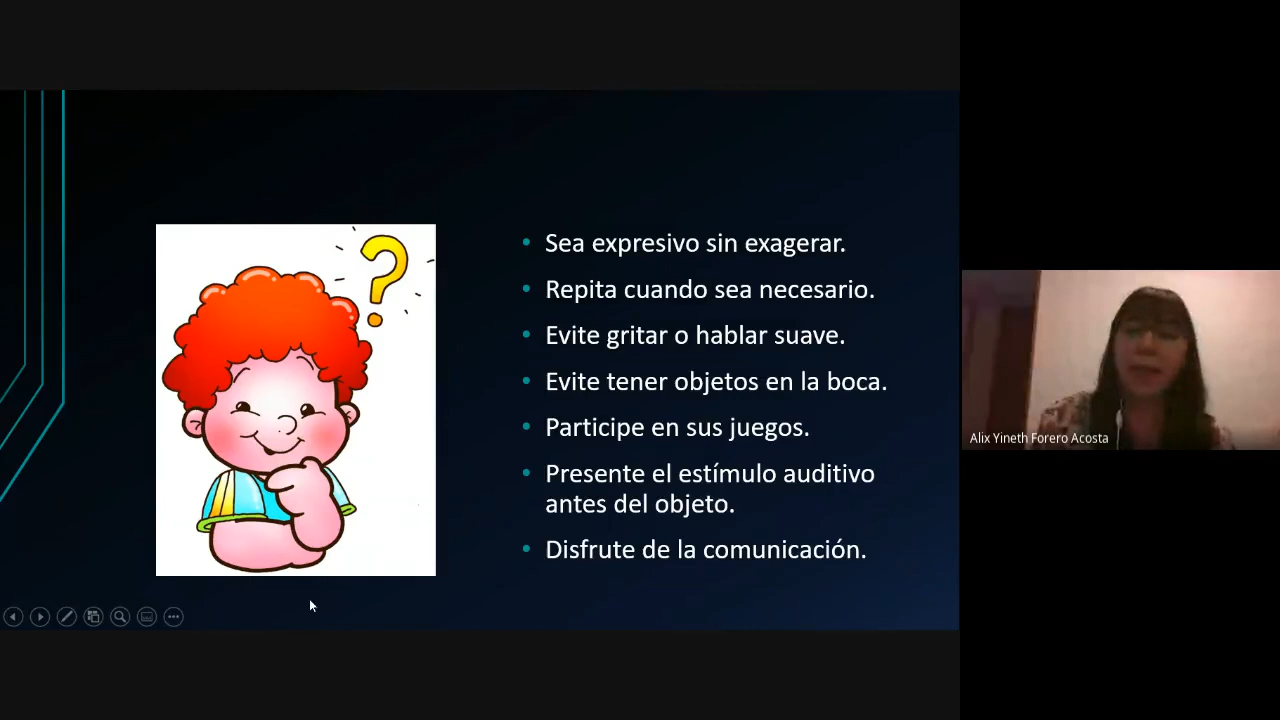 Sea expresivo sin exagerar.
Repita cuando sea necesario.
Evite gritar o hablar suave.
Evite tener objetos en la boca.
Participe en sus juegos.
Presente el estímulo auditivo
antes del objeto.
Disfrute de la comunicación.
Alix Yineth Forero Acosta